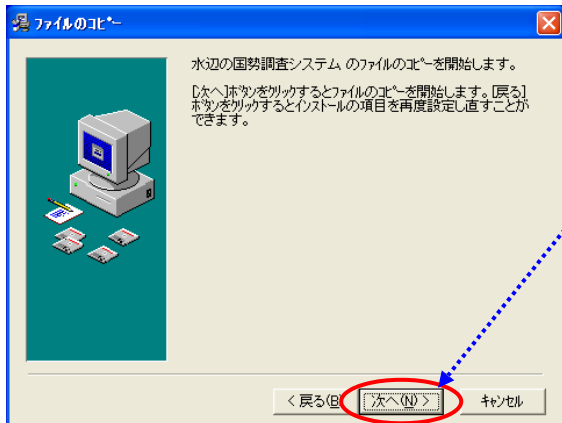 ファイルのコピー
水辺の国勢調査システム のファイルのコピーを開始します。
[次へ]ボタンをクリックするとファイルのコピーを開始します。[戻る]
ボタンをクリックするとインストールの項目を再度設定し直すことが
できます。
< 戻る(B)
次へ(N) >
キャンセル